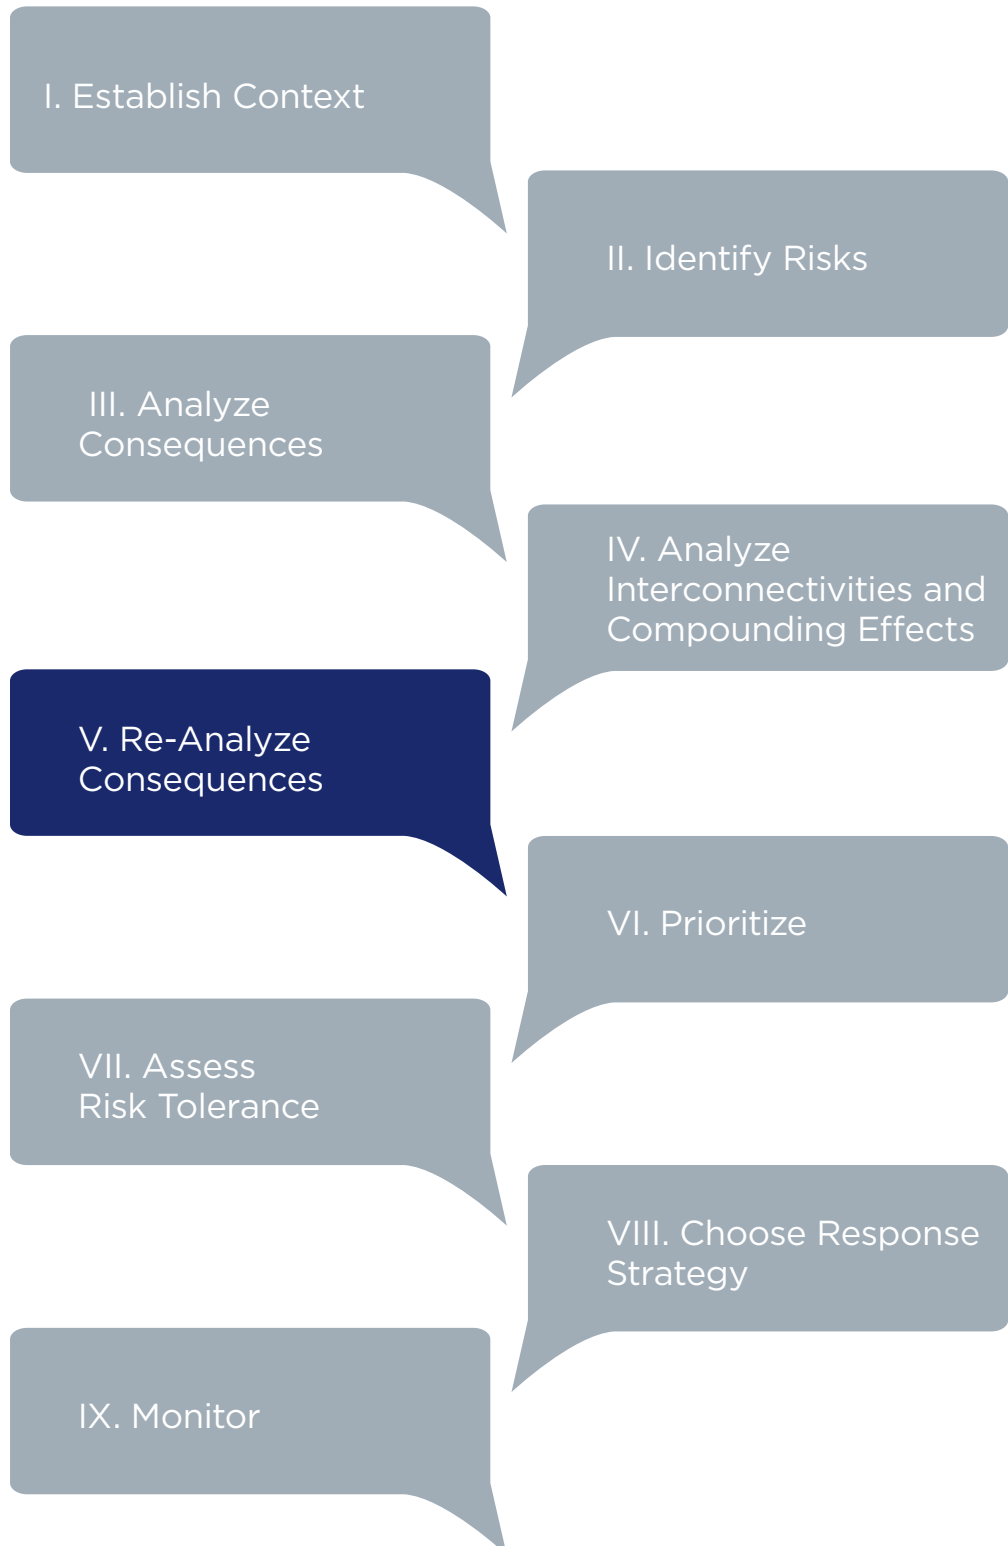 I. Establish Context
II. Identify Risks
III. Analyze
Consequences
IV. Analyze
Interconnectivities and
Compounding Effects
V. Re-Analyze
Consequences
VI. Prioritize
VII. Assess
Risk Tolerance
VIII. Choose Response
Strategy
IX. Monitor